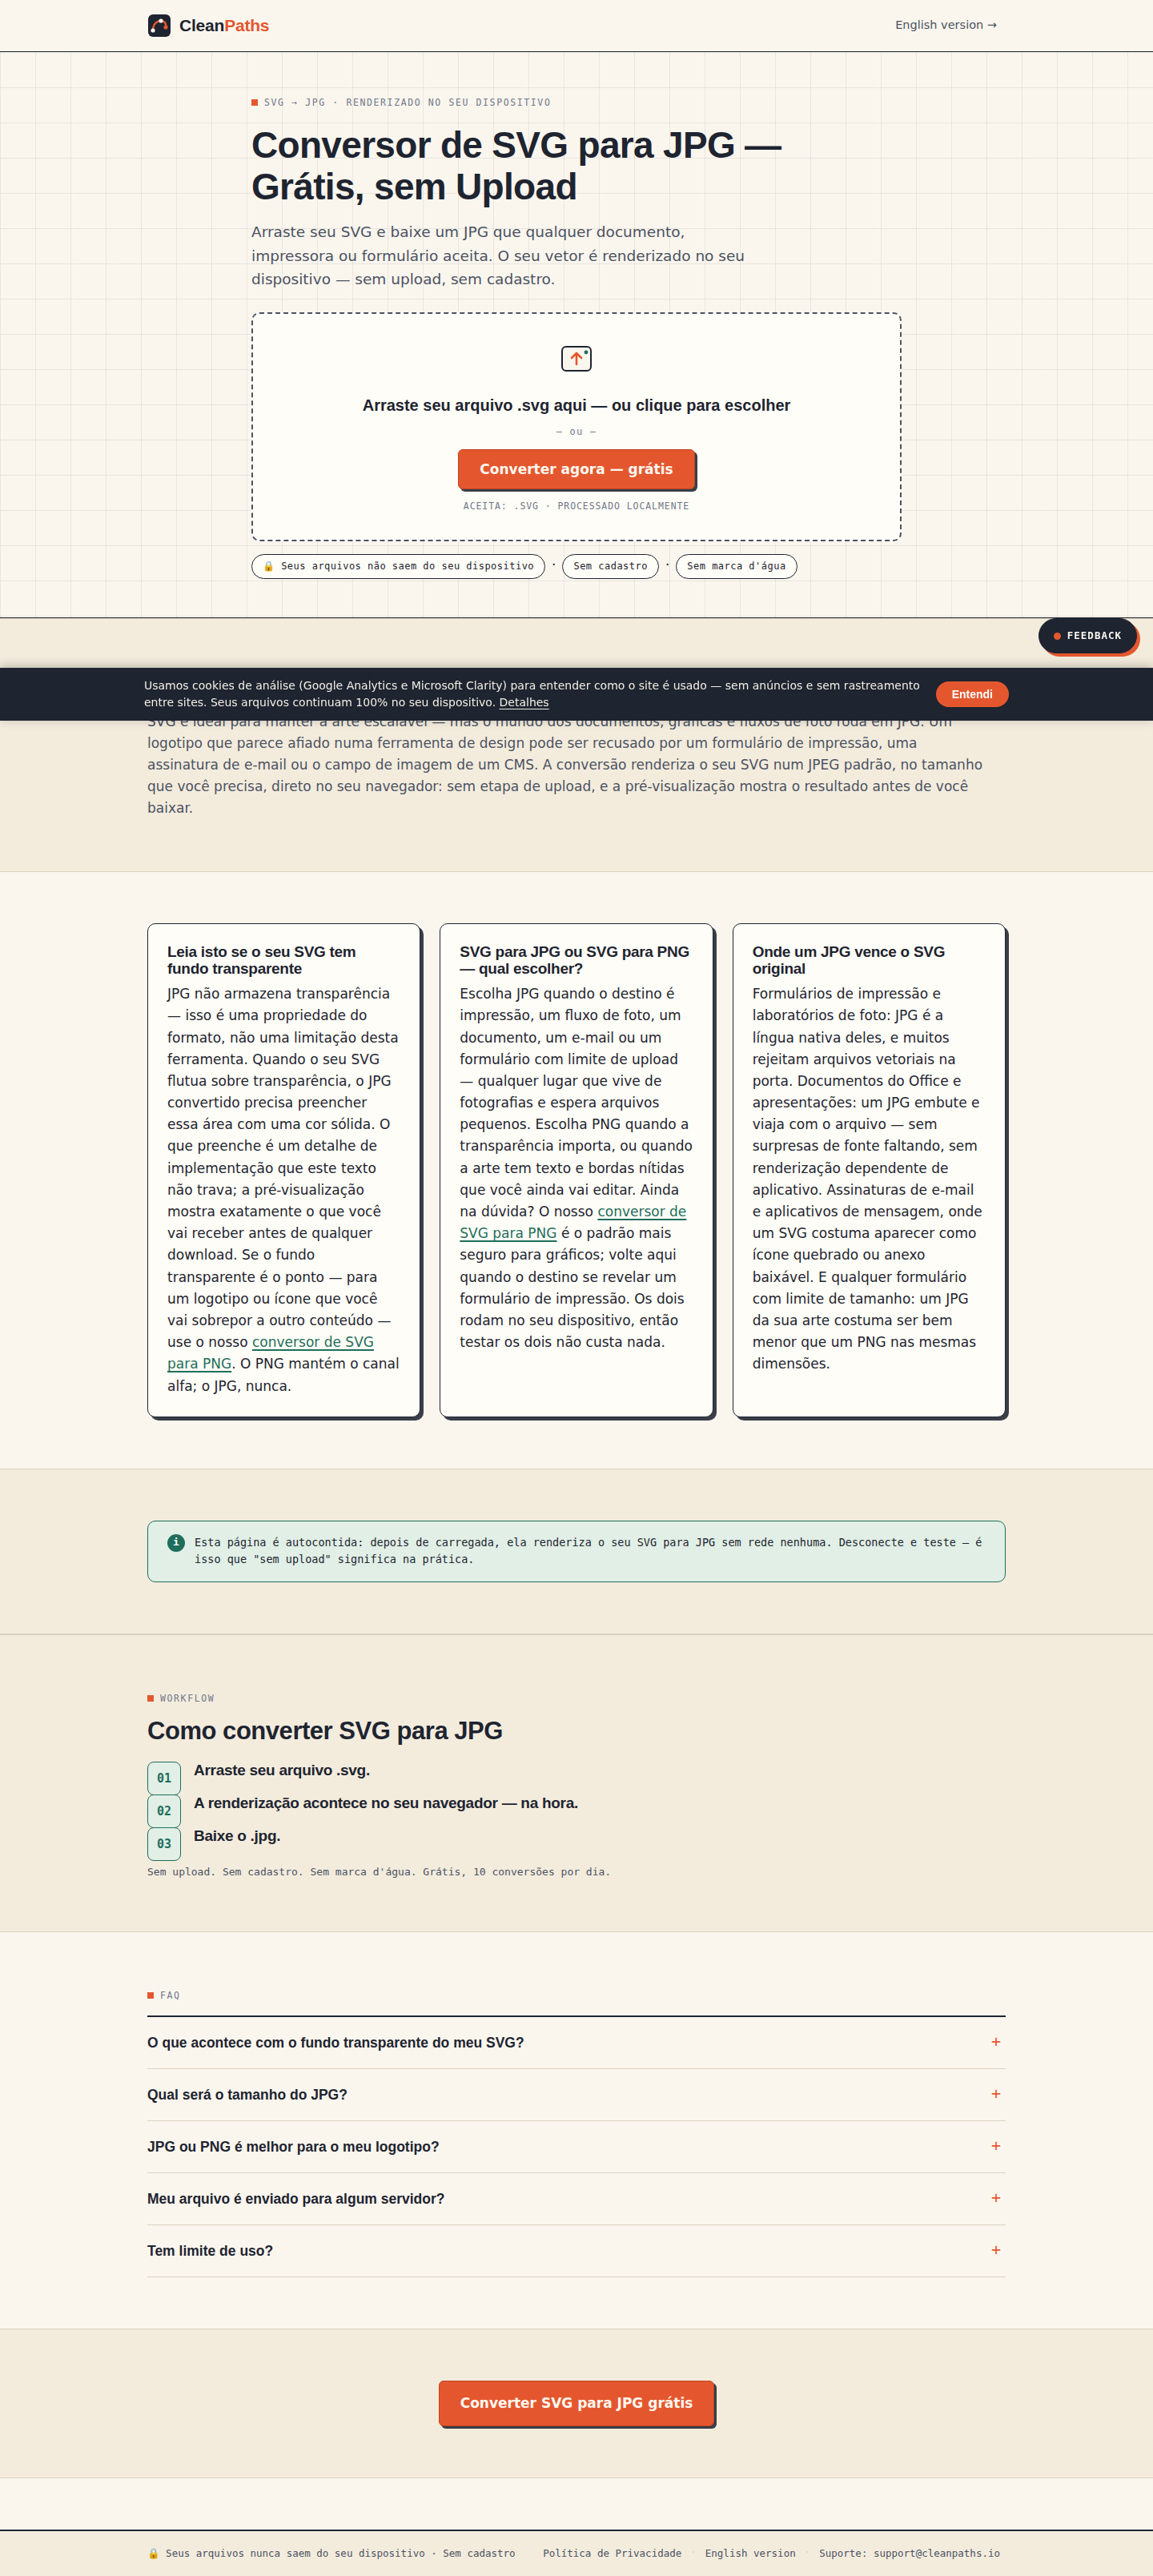 CleanPaths
English version →
SVG → JPG · RENDERIZADO NO SEU DISPOSITIVO
Conversor de SVG para JPG —
Grátis, sem Upload
Arraste seu SVG e baixe um JPG que qualquer documento,
impressora ou formulário aceita. O seu vetor é renderizado no seu
dispositivo — sem upload, sem cadastro.
Arraste seu arquivo .svg aqui — ou clique para escolher
— ou —
Converter agora — grátis
ACEITA: .SVG · PROCESSADO LOCALMENTE
🔒 Seus arquivos não saem do seu dispositivo · Sem cadastro · Sem marca d'água
FEEDBACK
Usamos cookies de análise (Google Analytics e Microsoft Clarity) para entender como o site é usado — sem anúncios e sem rastreamento
entre sites. Seus arquivos continuam 100% no seu dispositivo. Detalhes
Entendi
SVG é ideal para manter a arte escalável — mas o mundo dos documentos, gráficas e fluxos de foto roda em JPG. Um
logotipo que parece afiado numa ferramenta de design pode ser recusado por um formulário de impressão, uma
assinatura de e-mail ou o campo de imagem de um CMS. A conversão renderiza o seu SVG num JPEG padrão, no tamanho
que você precisa, direto no seu navegador: sem etapa de upload, e a pré-visualização mostra o resultado antes de você
baixar.
Leia isto se o seu SVG tem
fundo transparente
JPG não armazena transparência
— isso é uma propriedade do
formato, não uma limitação desta
ferramenta. Quando o seu SVG
flutua sobre transparência, o JPG
convertido precisa preencher
essa área com uma cor sólida. O
que preenche é um detalhe de
implementação que este texto
não trava; a pré-visualização
mostra exatamente o que você
vai receber antes de qualquer
download. Se o fundo
transparente é o ponto — para
um logotipo ou ícone que você
vai sobrepor a outro conteúdo —
use o nosso conversor de SVG
para PNG. O PNG mantém o canal
alfa; o JPG, nunca.
SVG para JPG ou SVG para PNG
— qual escolher?
Escolha JPG quando o destino é
impressão, um fluxo de foto, um
documento, um e-mail ou um
formulário com limite de upload
— qualquer lugar que vive de
fotografias e espera arquivos
pequenos. Escolha PNG quando a
transparência importa, ou quando
a arte tem texto e bordas nítidas
que você ainda vai editar. Ainda
na dúvida? O nosso conversor de
SVG para PNG é o padrão mais
seguro para gráficos; volte aqui
quando o destino se revelar um
formulário de impressão. Os dois
rodam no seu dispositivo, então
testar os dois não custa nada.
Onde um JPG vence o SVG
original
Formulários de impressão e
laboratórios de foto: JPG é a
língua nativa deles, e muitos
rejeitam arquivos vetoriais na
porta. Documentos do Office e
apresentações: um JPG embute e
viaja com o arquivo — sem
surpresas de fonte faltando, sem
renderização dependente de
aplicativo. Assinaturas de e-mail
e aplicativos de mensagem, onde
um SVG costuma aparecer como
ícone quebrado ou anexo
baixável. E qualquer formulário
com limite de tamanho: um JPG
da sua arte costuma ser bem
menor que um PNG nas mesmas
dimensões.
i
Esta página é autocontida: depois de carregada, ela renderiza o seu SVG para JPG sem rede nenhuma. Desconecte e teste — é
isso que "sem upload" significa na prática.
WORKFLOW
Como converter SVG para JPG
01 Arraste seu arquivo .svg.
02 A renderização acontece no seu navegador — na hora.
03 Baixe o .jpg.
Sem upload. Sem cadastro. Sem marca d'água. Grátis, 10 conversões por dia.
FAQ
O que acontece com o fundo transparente do meu SVG? +
Qual será o tamanho do JPG? +
JPG ou PNG é melhor para o meu logotipo? +
Meu arquivo é enviado para algum servidor? +
Tem limite de uso? +
Converter SVG para JPG grátis
🔒 Seus arquivos nunca saem do seu dispositivo · Sem cadastro
Política de Privacidade · English version · Suporte: support@cleanpaths.io